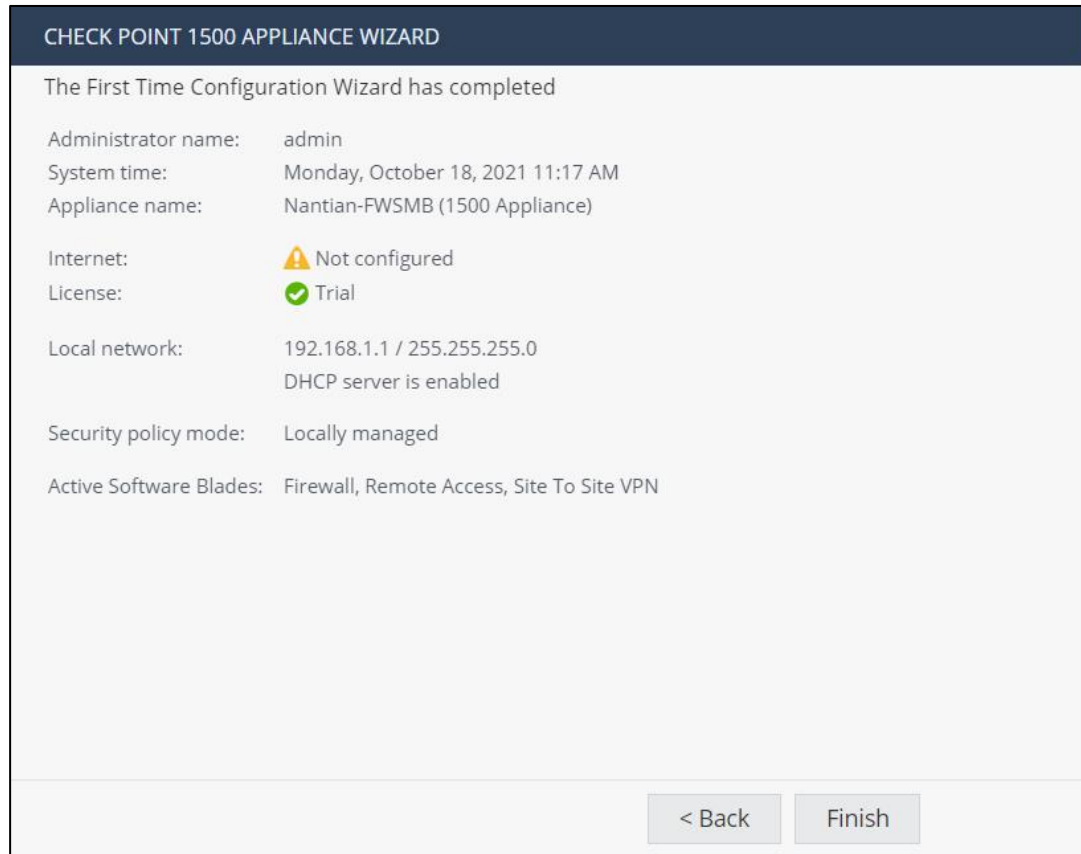 CHECK POINT 1500 APPLIANCE WIZARD
The First Time Configuration Wizard has completed
Administrator name: admin
System time: Monday, October 18, 2021 11:17 AM
Appliance name: Nantian-FWSMB (1500 Appliance)
Internet: Not configured
License: Trial
Local network: 192.168.1.1 / 255.255.255.0
DHCP server is enabled
Security policy mode: Locally managed
Active Software Blades: Firewall, Remote Access, Site To Site VPN
< Back Finish